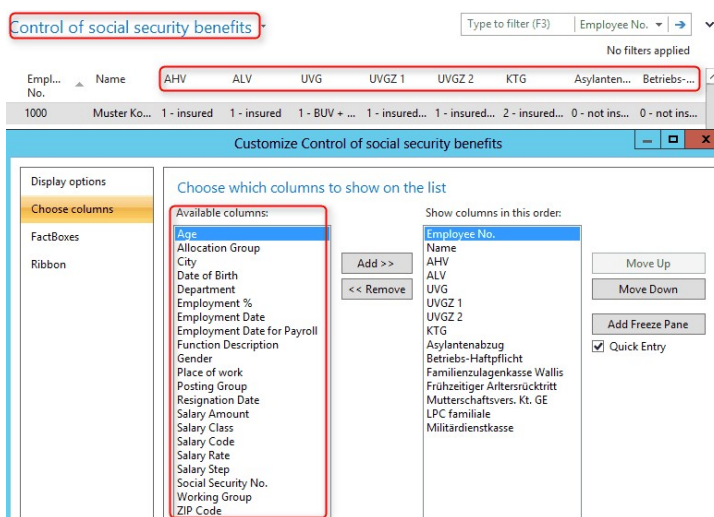 Control of social security benefits
Type to filter (F3)
Employee No.
No filters applied
Empl... No.
Name
AHV
ALV
UVG
UVGZ 1
UVGZ 2
KTG
Asylanten...
Betriebs-...
1000
Muster Ko...
1 - insured
1 - insured
1 - BUV + ...
1 - insured...
1 - insured...
2 - insured...
0 - not ins...
0 - not ins...
Customize Control of social security benefits
Display options
Choose columns
FactBoxes
Ribbon
Choose which columns to show on the list
Available columns:
Age
Allocation Group
City
Date of Birth
Department
Employment %
Employment Date
Employment Date for Payroll
Function Description
Gender
Place of work
Posting Group
Resignation Date
Salary Amount
Salary Class
Salary Code
Salary Rate
Salary Step
Social Security No.
Working Group
ZIP Code
Add >>
<< Remove
Show columns in this order:
Employee No.
Name
AHV
ALV
UVG
UVGZ 1
UVGZ 2
KTG
Asylantenabzug
Betriebs-Haftpflicht
Familienzulagenkasse Wallis
Frühzeitiger Arltersrücktritt
Mutterschaftsvers. Kt. GE
LPC familiale
Militärdienstkasse
Move Up
Move Down
Add Freeze Pane
Quick Entry